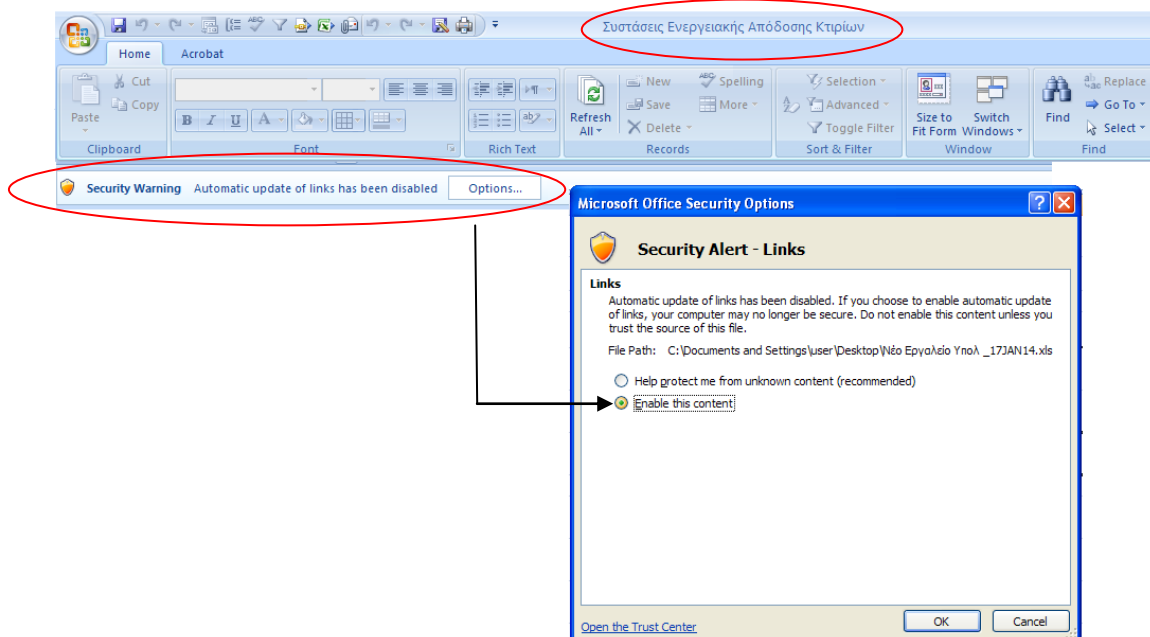 Συστάσεις Ενεργειακής Απόδοσης Κτιρίων
Home Acrobat
Cut
Copy
Paste
Clipboard
B I U A
Font
Rich Text
Refresh All
New
Save
Delete
Spelling
More
Records
Selection
Advanced
Toggle Filter
Sort & Filter
Size to Fit Form
Switch Windows
Window
Find
Replace
Go To
Select
Find
Security Warning Automatic update of links has been disabled Options...
Microsoft Office Security Options
Security Alert - Links
Links
Automatic update of links has been disabled. If you choose to enable automatic update
of links, your computer may no longer be secure. Do not enable this content unless you
trust the source of this file.
File Path: C:\Documents and Settings\user\Desktop\Νέο Εργαλείο Υπολ _17JAN14.xls
Help protect me from unknown content (recommended)
Enable this content
Open the Trust Center
OK Cancel